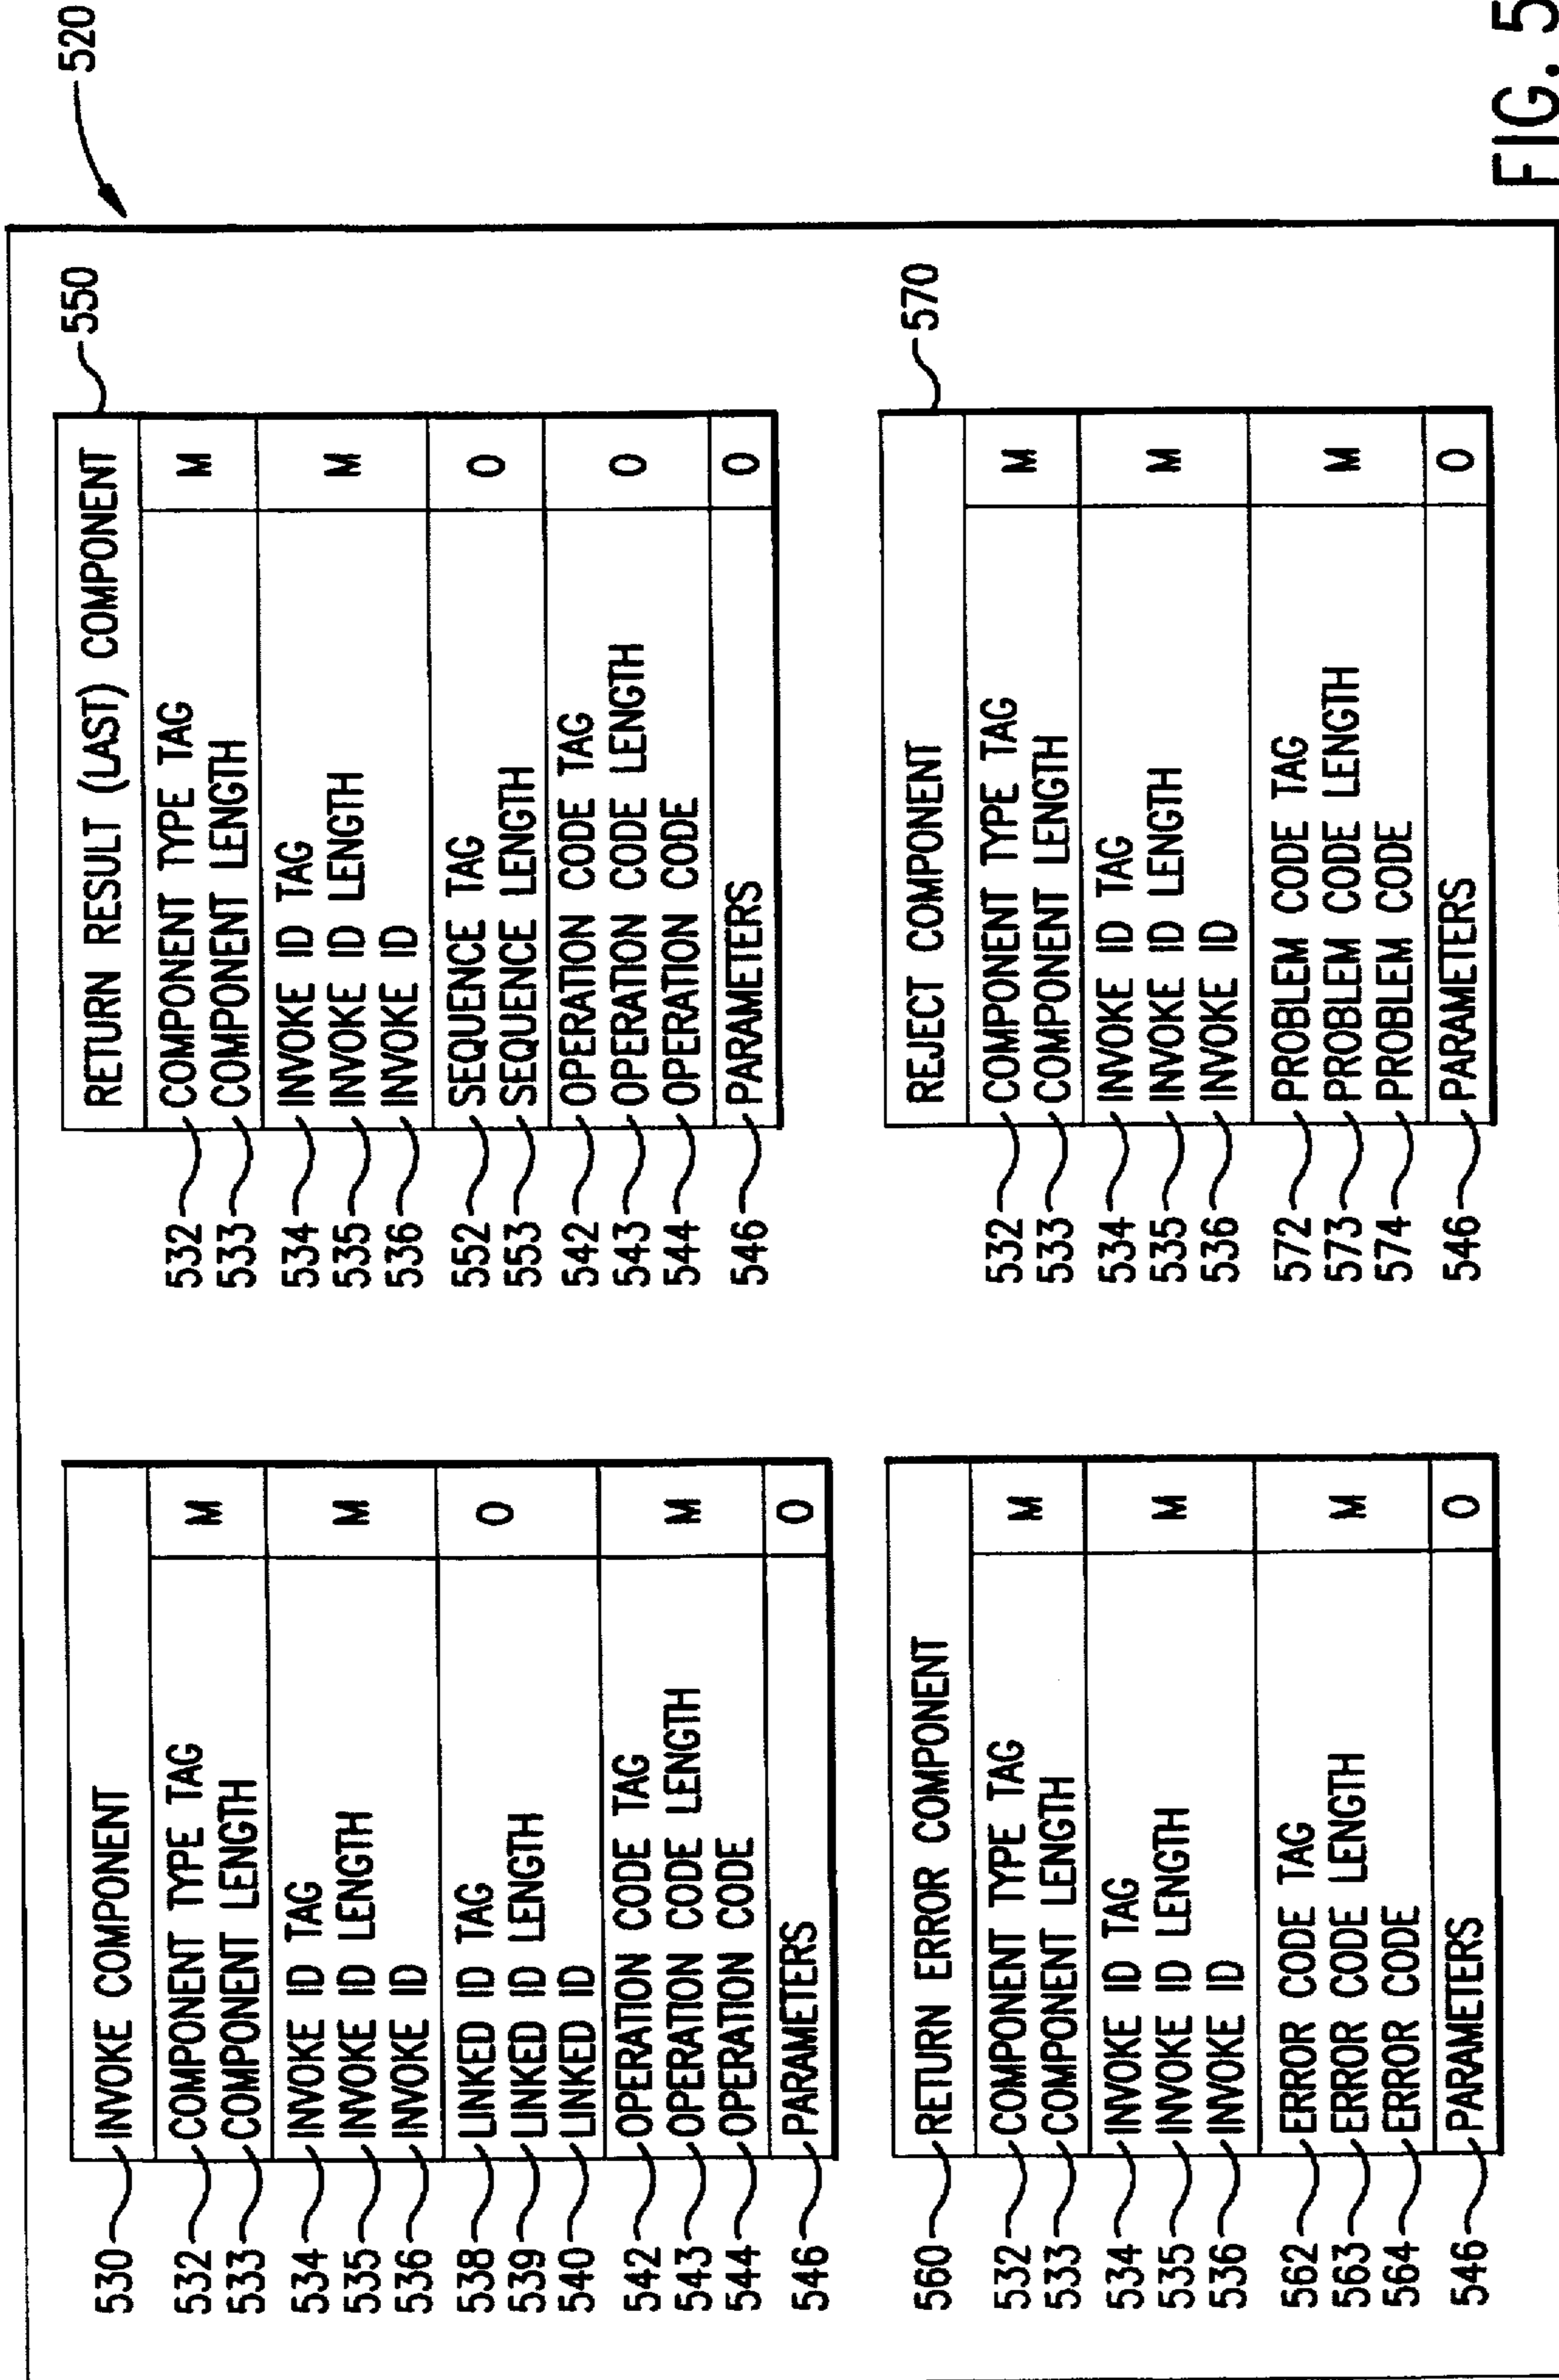 520
530 INVOKE COMPONENT
532 COMPONENT TYPE TAG M
533 COMPONENT LENGTH
534 INVOKE ID TAG
535 INVOKE ID LENGTH M
536 INVOKE ID
538 LINKED ID TAG O
539 LINKED ID LENGTH
540 LINKED ID
542 OPERATION CODE TAG
543 OPERATION CODE LENGTH M
544 OPERATION CODE
546 PARAMETERS O
RETURN RESULT (LAST) COMPONENT 550
532 COMPONENT TYPE TAG M
533 COMPONENT LENGTH
534 INVOKE ID TAG
535 INVOKE ID LENGTH M
536 INVOKE ID
552 SEQUENCE TAG O
553 SEQUENCE LENGTH
542 OPERATION CODE TAG
543 OPERATION CODE LENGTH O
544 OPERATION CODE
546 PARAMETERS O
560 RETURN ERROR COMPONENT
532 COMPONENT TYPE TAG M
533 COMPONENT LENGTH
534 INVOKE ID TAG
535 INVOKE ID LENGTH M
536 INVOKE ID
562 ERROR CODE TAG
563 ERROR CODE LENGTH M
564 ERROR CODE
546 PARAMETERS O
REJECT COMPONENT 570
532 COMPONENT TYPE TAG M
533 COMPONENT LENGTH
534 INVOKE ID TAG
535 INVOKE ID LENGTH M
536 INVOKE ID
572 PROBLEM CODE TAG
573 PROBLEM CODE LENGTH M
574 PROBLEM CODE
546 PARAMETERS O
FIG. 5